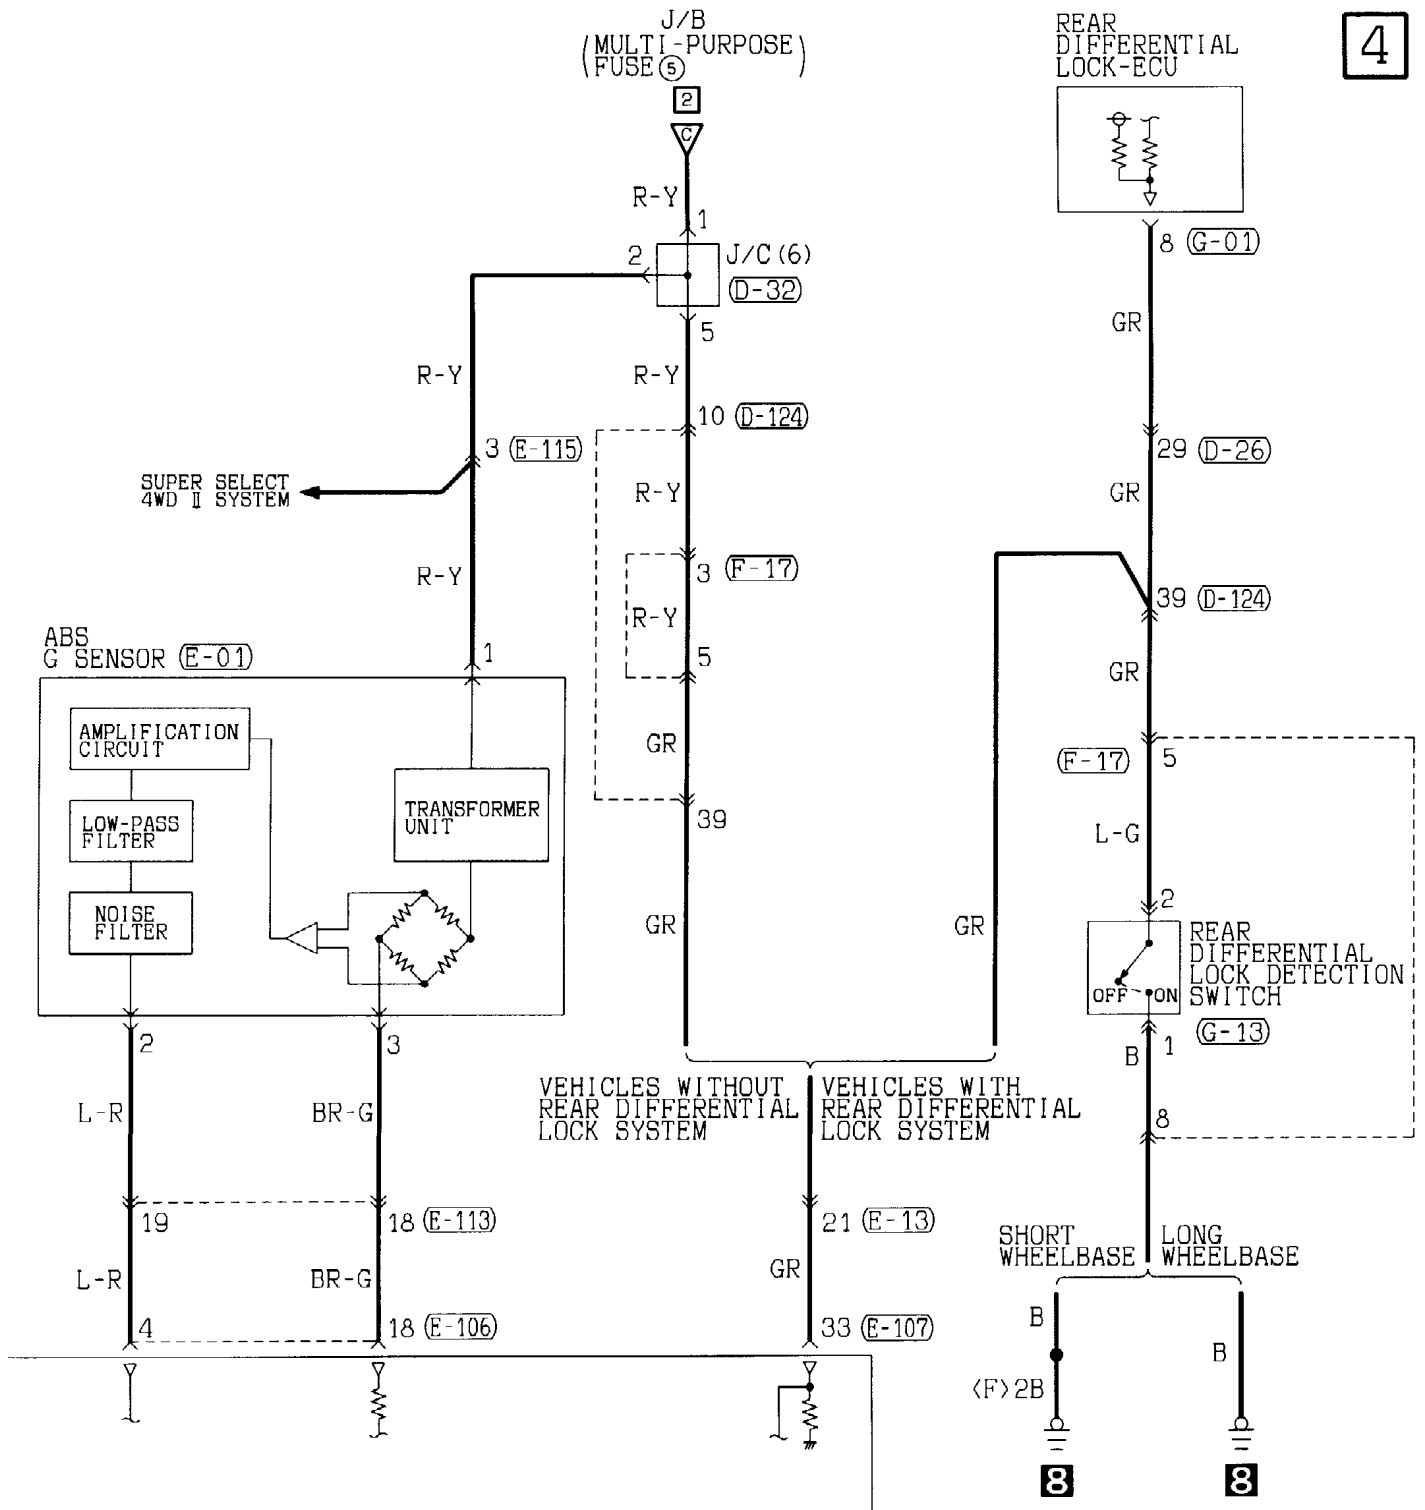 J/B
(MULTI-PURPOSE
FUSE⑤)
2
C
REAR
DIFFERENTIAL
LOCK-ECU
4
R-Y
1
8 (G-01)
2
J/C(6)
(D-32)
5
GR
R-Y
R-Y
10 (D-124)
3 (E-115)
29 (D-26)
SUPER SELECT
4WD Ⅱ SYSTEM
R-Y
GR
R-Y
3 (F-17)
39 (D-124)
R-Y
5
ABS
G SENSOR (E-01)
1
GR
AMPLIFICATION
CIRCUIT
GR
(F-17) 5
TRANSFORMER
UNIT
LOW-PASS
FILTER
39
L-G
NOISE
FILTER
GR
GR
2
REAR
DIFFERENTIAL
LOCK DETECTION
SWITCH
OFF ON
(G-13)
2
3
B
1
VEHICLES WITHOUT
REAR DIFFERENTIAL
LOCK SYSTEM
VEHICLES WITH
REAR DIFFERENTIAL
LOCK SYSTEM
L-R
BR-G
8
19
18 (E-113)
21 (E-13)
SHORT
WHEELBASE
LONG
WHEELBASE
L-R
BR-G
GR
4
18 (E-106)
33 (E-107)
B
B
<F>2B
8
8